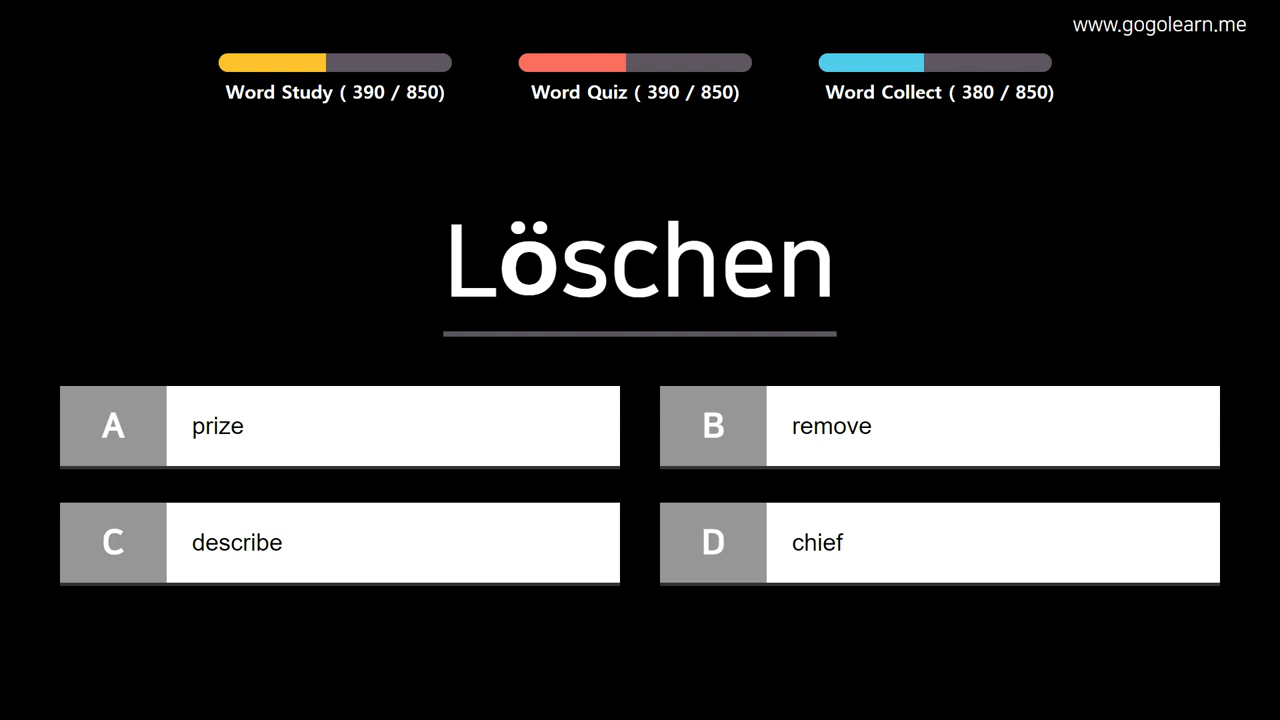 www.gogolearn.me
Word Study ( 390 / 850)
Word Quiz ( 390 / 850)
Word Collect ( 380 / 850)
Löschen
A prize
B remove
C describe
D chief